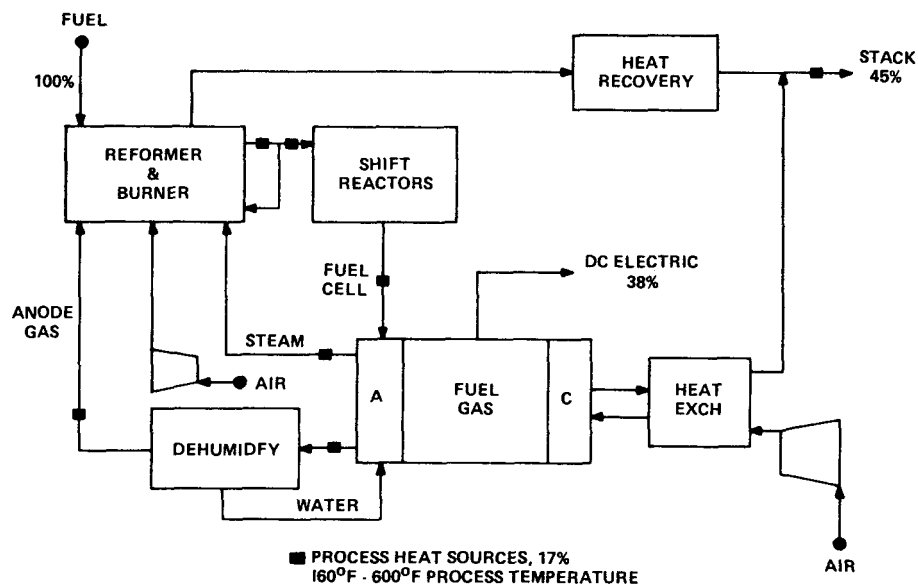 FUEL
100%
REFORMER
&
BURNER
SHIFT
REACTORS
HEAT
RECOVERY
STACK
45%
FUEL
CELL
DC ELECTRIC
38%
ANODE
GAS
STEAM
AIR
A
FUEL
GAS
C
HEAT
EXCH
DEHUMIDFY
WATER
AIR
PROCESS HEAT SOURCES, 17%
I60°F - 600°F PROCESS TEMPERATURE